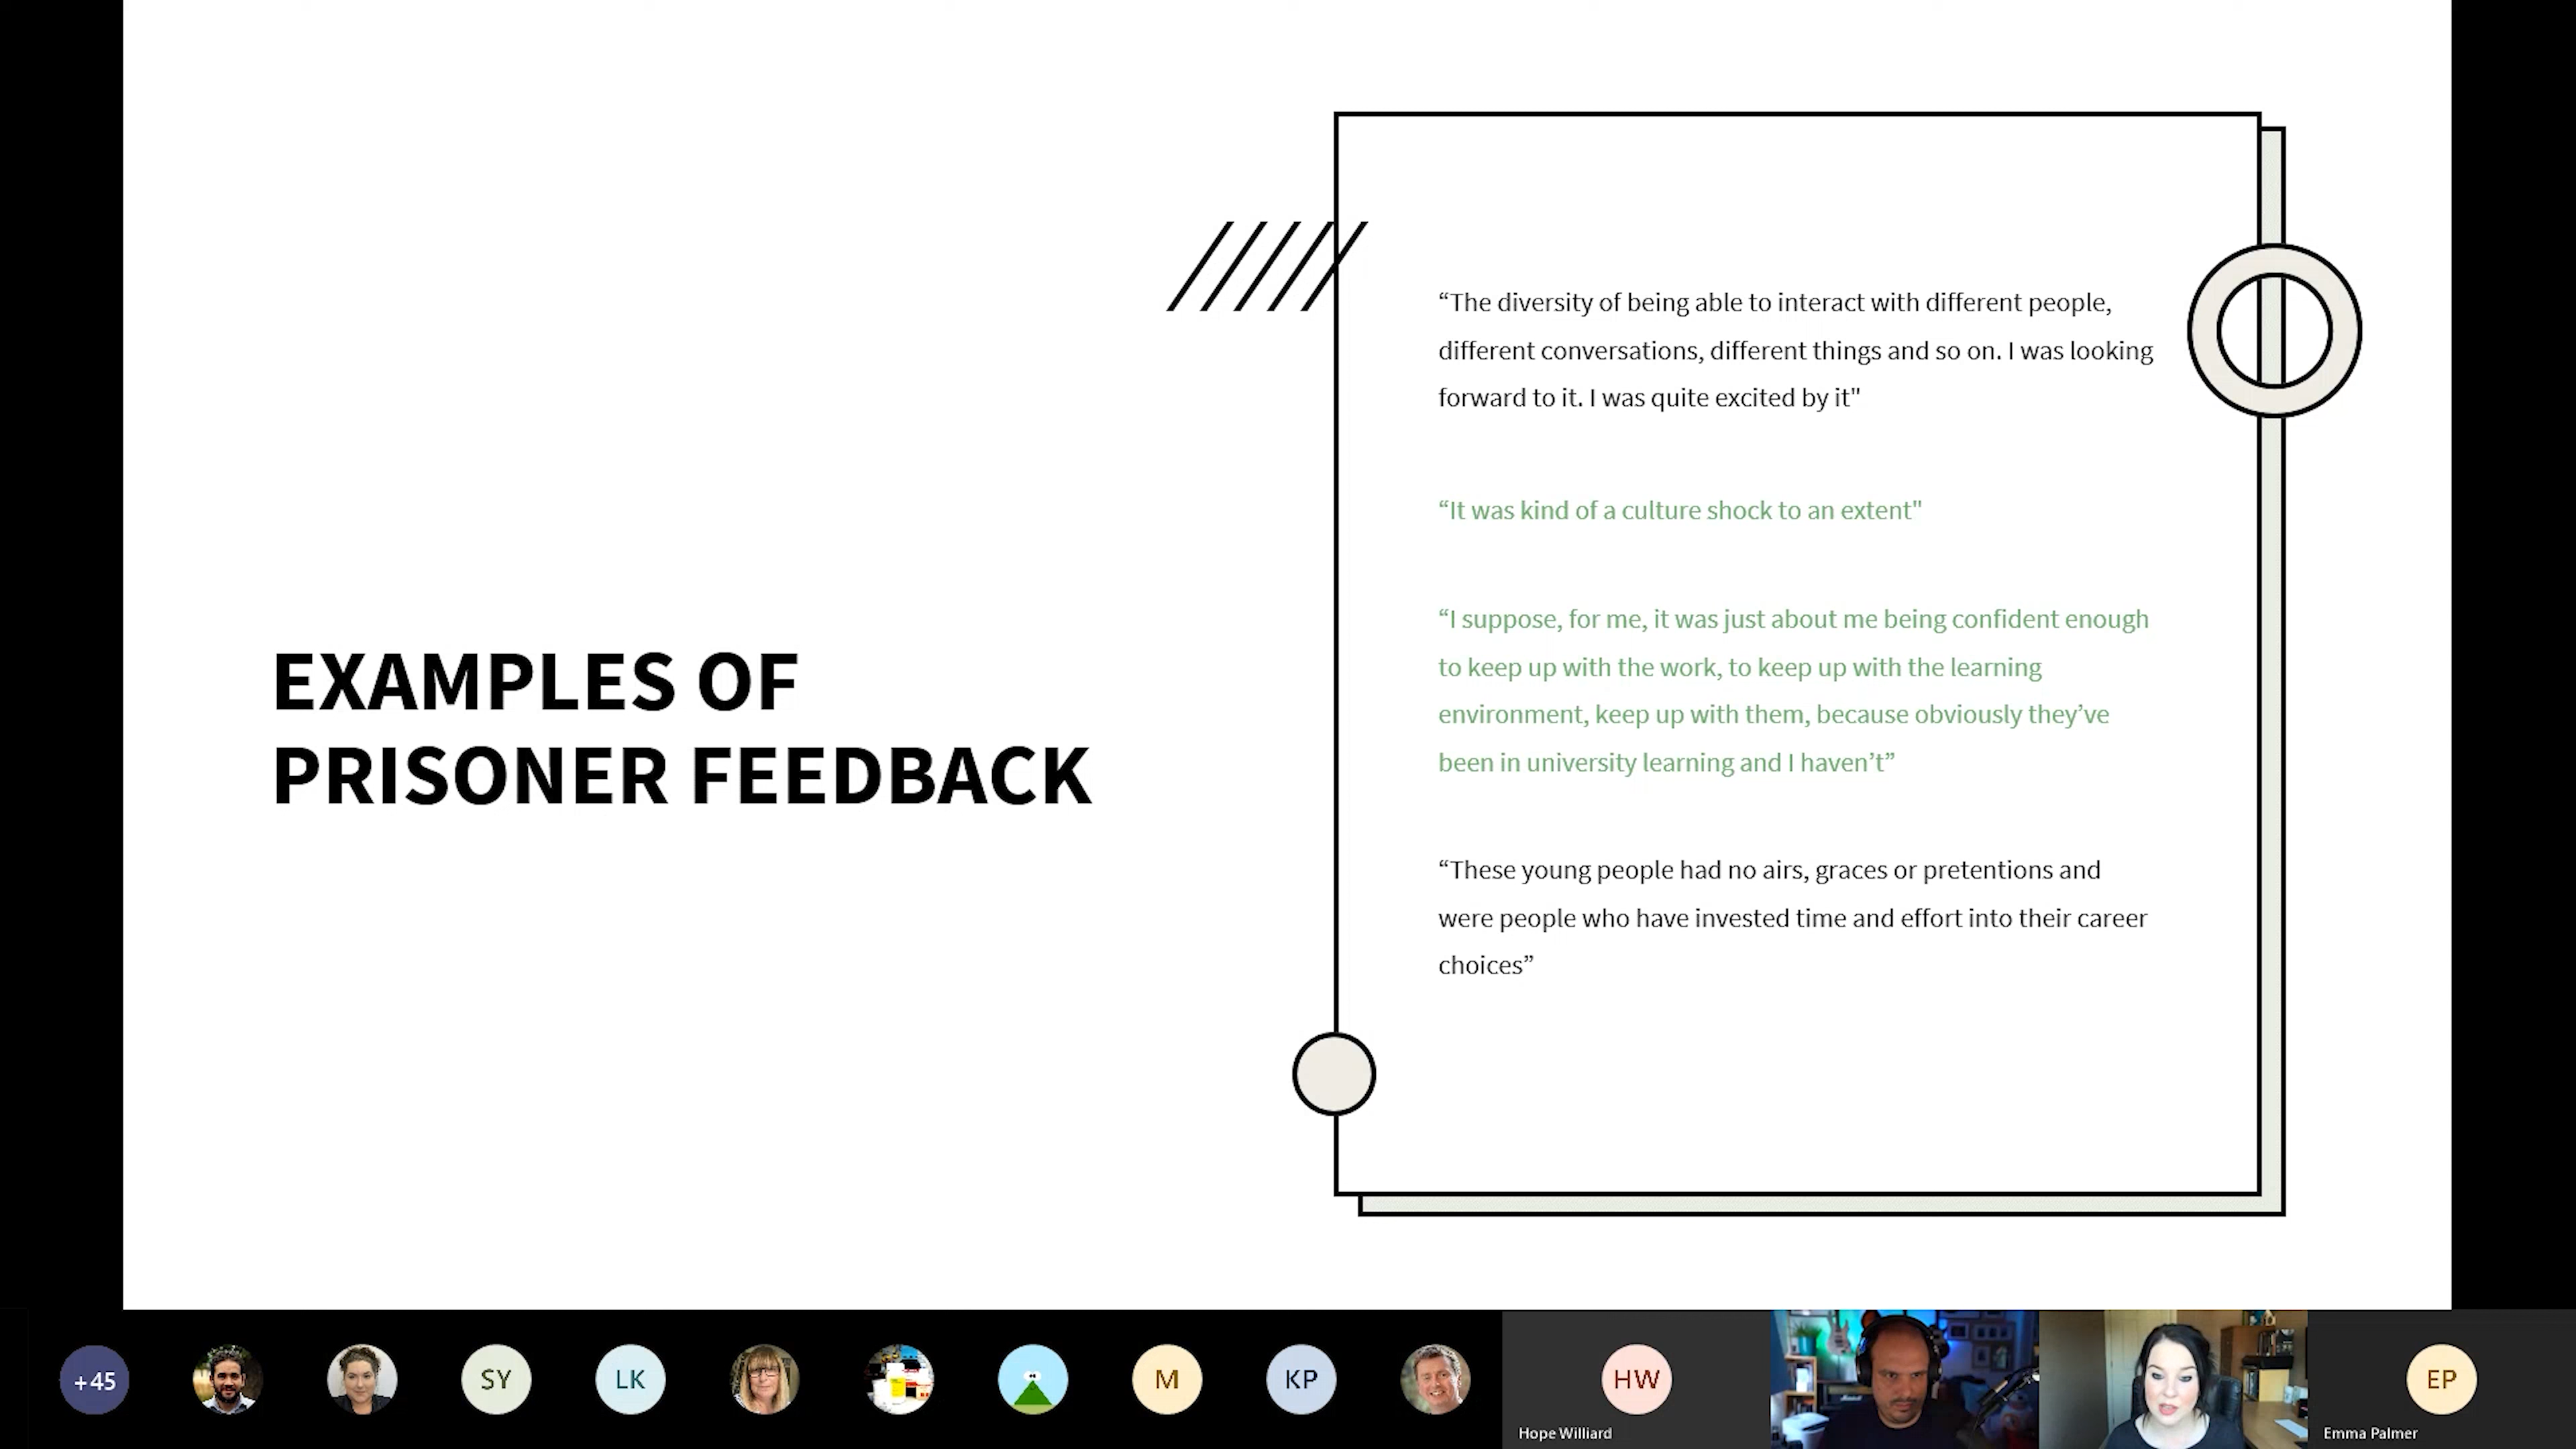 EXAMPLES OF
PRISONER FEEDBACK
“The diversity of being able to interact with different people,
different conversations, different things and so on. I was looking
forward to it. I was quite excited by it"
“It was kind of a culture shock to an extent"
“I suppose, for me, it was just about me being confident enough
to keep up with the work, to keep up with the learning
environment, keep up with them, because obviously they’ve
been in university learning and I haven’t”
“These young people had no airs, graces or pretentions and
were people who have invested time and effort into their career
choices”
+45
SY
LK
M
KP
HW
Hope Williard
EP
Emma Palmer